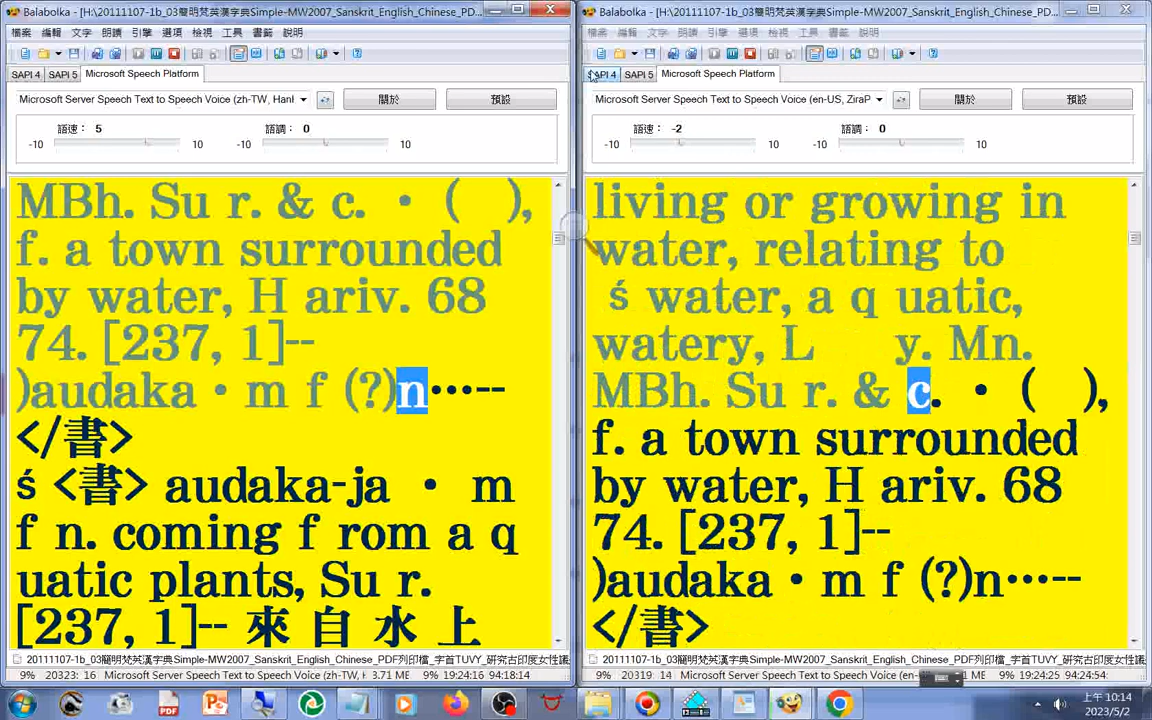 Balabolka - [H:\20111107-1b_03簡明梵英漢字典Simple-MW2007_Sanskrit_English_Chinese_PD...
檔案 編輯 文字 朗讀 引擎 選項 檢視 工具 書籤 說明
SAPI 4 SAPI 5 Microsoft Speech Platform
Microsoft Server Speech Text to Speech Voice (zh-TW, Hanl
關於 預設
語速： 5 語調： 0
-10 10 -10 10
MBh. Su r. & c. • ( ),
f. a town surrounded
by water, H ariv. 68
74. [237, 1]--
)audaka • m f (?)n•••--
</書>
ś <書> audaka-ja • m
f n. coming f rom a q
uatic plants, Su r.
[237, 1]-- 來 自 水 上
20111107-1b_03簡明梵英漢字典Simple-MW2007_Sanskrit_English_Chinese_PDF列印檔_字首TUVY_研究古印度女性議
9% 20323: 16 Microsoft Server Speech Text to Speech Voice (zh-TW, H 3.71 ME 9% 19:24:16 94:18:14
Balabolka - [H:\20111107-1b_03簡明梵英漢字典Simple-MW2007_Sanskrit_English_Chinese_PD...
檔案 編輯 文字 朗讀 引擎 選項 檢視 工具 書籤 說明
SAPI 4 SAPI 5 Microsoft Speech Platform
Microsoft Server Speech Text to Speech Voice (en-US, ZiraP
關於 預設
語速： -2 語調： 0
-10 10 -10 10
living or growing in
water, relating to
ś water, a q uatic,
watery, L y. Mn.
MBh. Su r. & c. • ( ),
f. a town surrounded
by water, H ariv. 68
74. [237, 1]--
)audaka • m f (?)n•••--
</書>
20111107-1b_03簡明梵英漢字典Simple-MW2007_Sanskrit_English_Chinese_PDF列印檔_字首TUVY_研究古印度女性議
9% 20319: 14 Microsoft Server Speech Text to Speech Voice (en-us, 9% 19:24:25 94:24:54
上午 10:14
2023/5/2